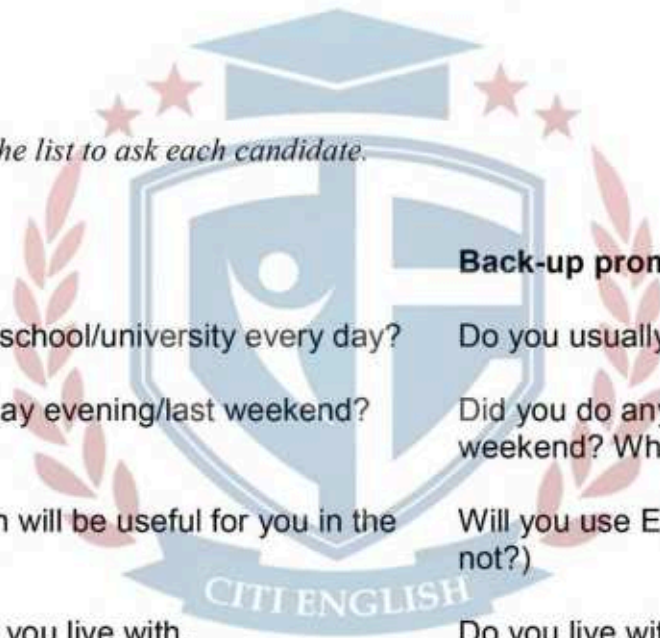 he list to ask each candidate.
Back-up pron
school/university every day?
Do you usually
ay evening/last weekend?
Did you do any
weekend? Wh
n will be useful for you in the
Will you use E
not?)
CITI ENGLISH
you live with
Do you live wit